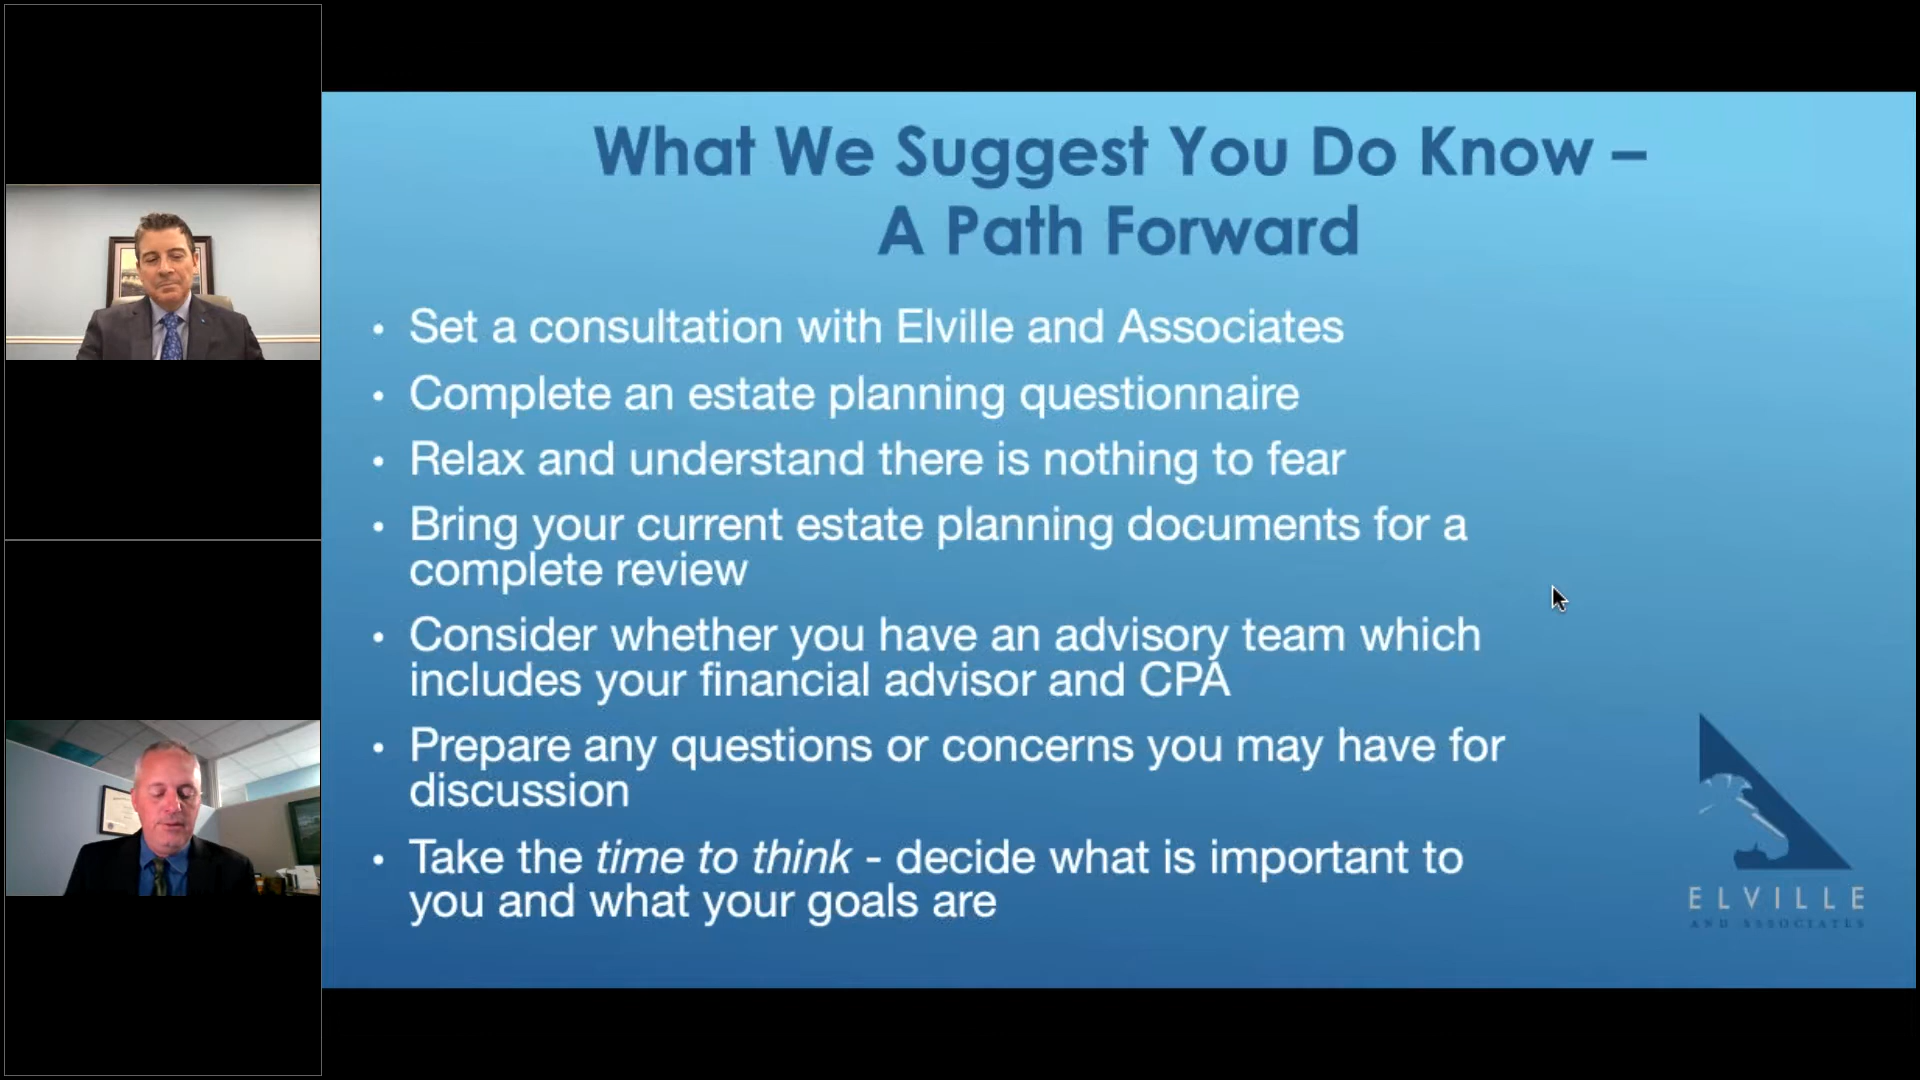 What We Suggest You Do Know –
A Path Forward
• Set a consultation with Elville and Associates
• Complete an estate planning questionnaire
• Relax and understand there is nothing to fear
• Bring your current estate planning documents for a
complete review
• Consider whether you have an advisory team which
includes your financial advisor and CPA
• Prepare any questions or concerns you may have for
discussion
• Take the time to think - decide what is important to
you and what your goals are
ELVILLE
AND ASSOCIATES